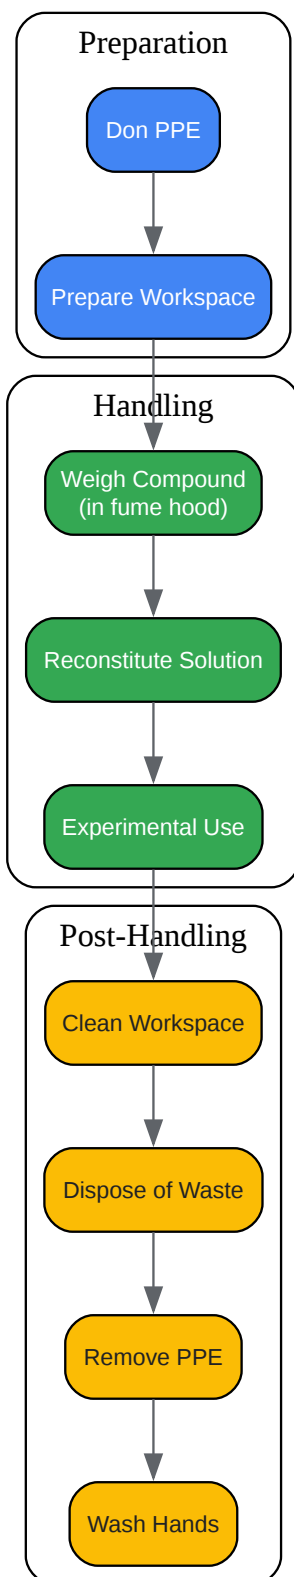 Preparation
Don PPE
Prepare Workspace
Handling
Weigh Compound
(in fume hood)
Reconstitute Solution
Experimental Use
Post-Handling
Clean Workspace
Dispose of Waste
Remove PPE
Wash Hands